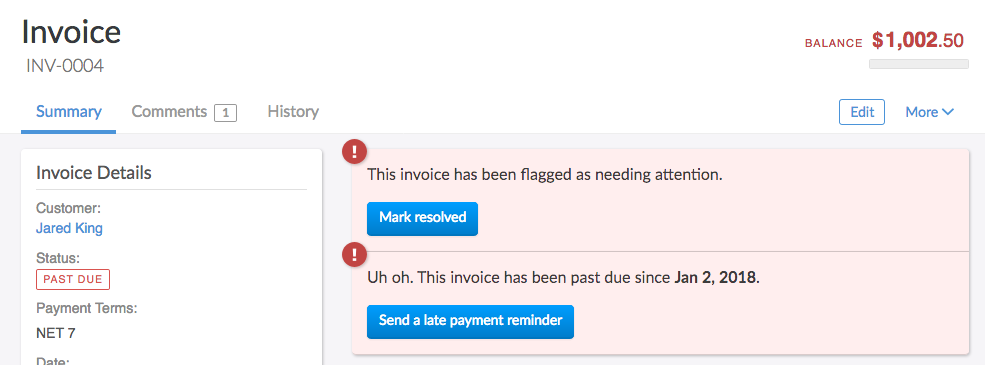 Invoice
INV-0004
BALANCE $1,002.50
Summary Comments 1 History
Edit More
Invoice Details
Customer:
Jared King
Status:
PAST DUE
Payment Terms:
NET 7
Date:
!
This invoice has been flagged as needing attention.
Mark resolved
!
Uh oh. This invoice has been past due since Jan 2, 2018.
Send a late payment reminder